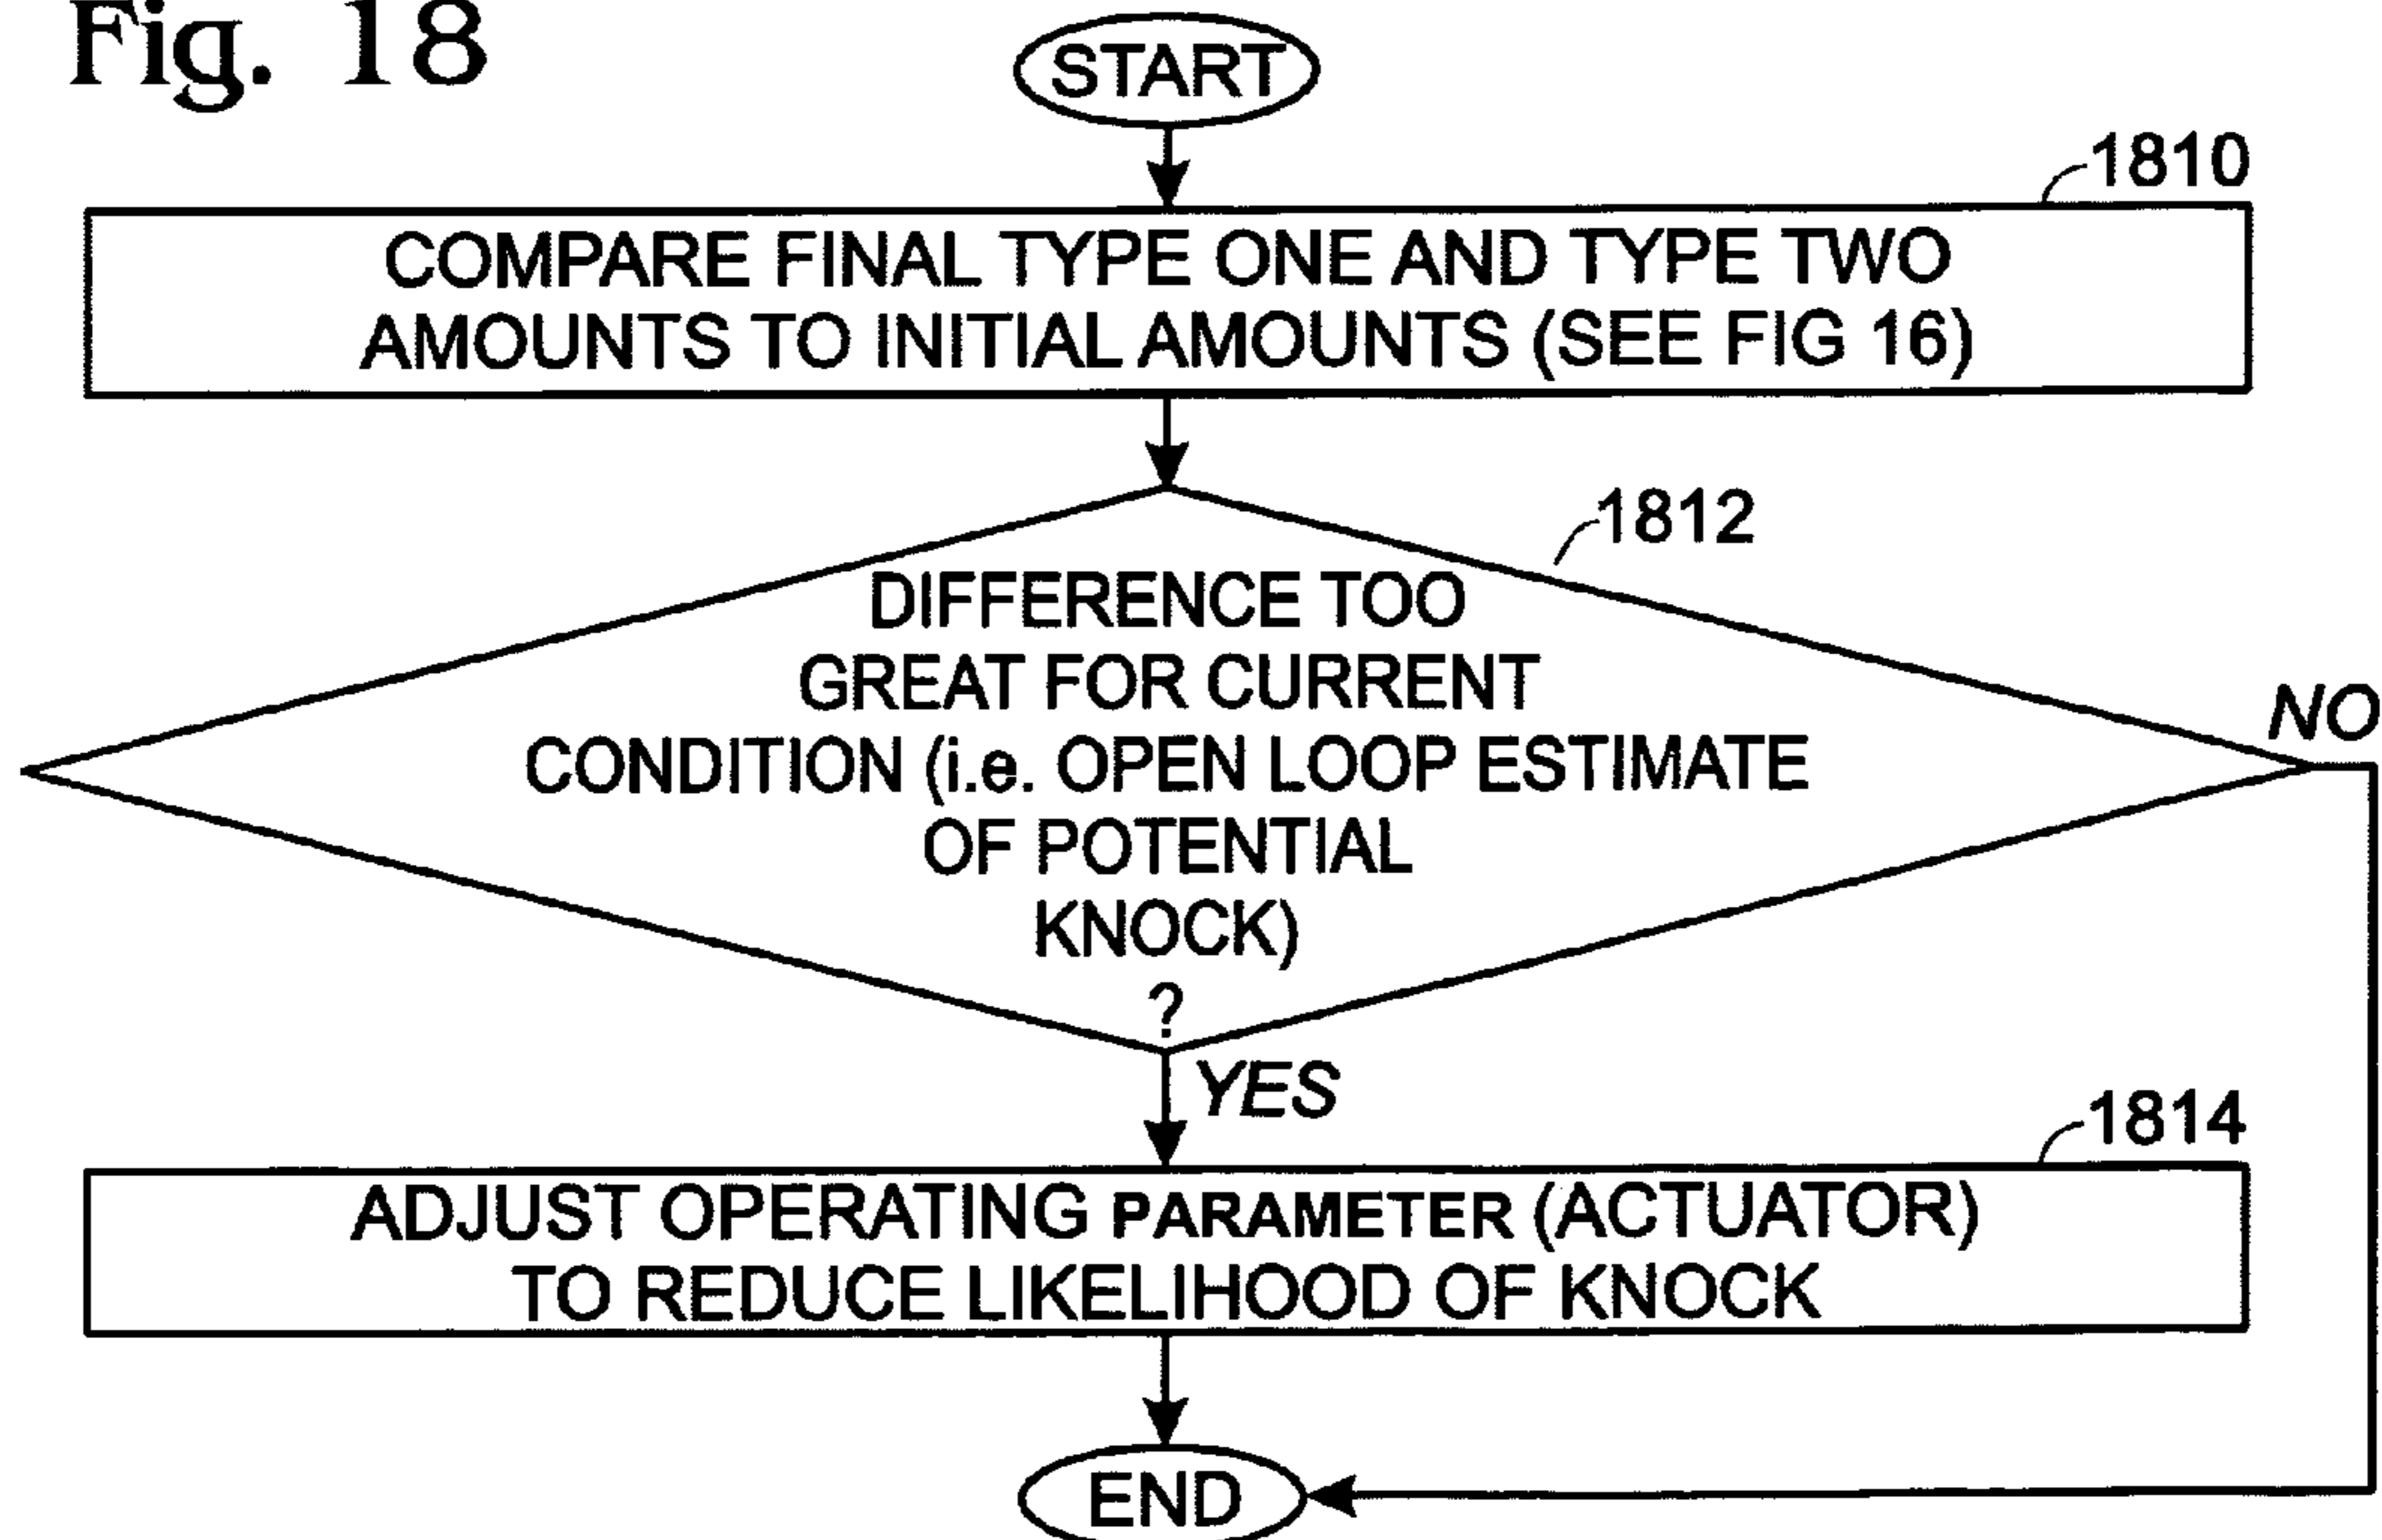 Fig. 18
START
1810
COMPARE FINAL TYPE ONE AND TYPE TWO
AMOUNTS TO INITIAL AMOUNTS (SEE FIG 16)
1812
DIFFERENCE TOO
GREAT FOR CURRENT
CONDITION (i.e. OPEN LOOP ESTIMATE
OF POTENTIAL
KNOCK)
?
NO
YES
1814
ADJUST OPERATING PARAMETER (ACTUATOR)
TO REDUCE LIKELIHOOD OF KNOCK
END